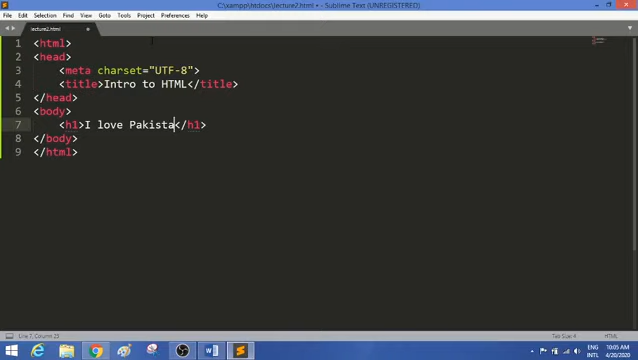 C:\xampp\htdocs\lecture2.html • - Sublime Text (UNREGISTERED)
File Edit Selection Find View Goto Tools Project Preferences Help
lecture2.html
1 <html>
2 <head>
3 <meta charset="UTF-8">
4 <title>Intro to HTML</title>
5 </head>
6 <body>
7 <h1>I love Pakista</h1>
8 </body>
9 </html>
Line 7, Column 23
Tab Size: 4
HTML
ENG 10:05 AM
INTL 4/20/2020